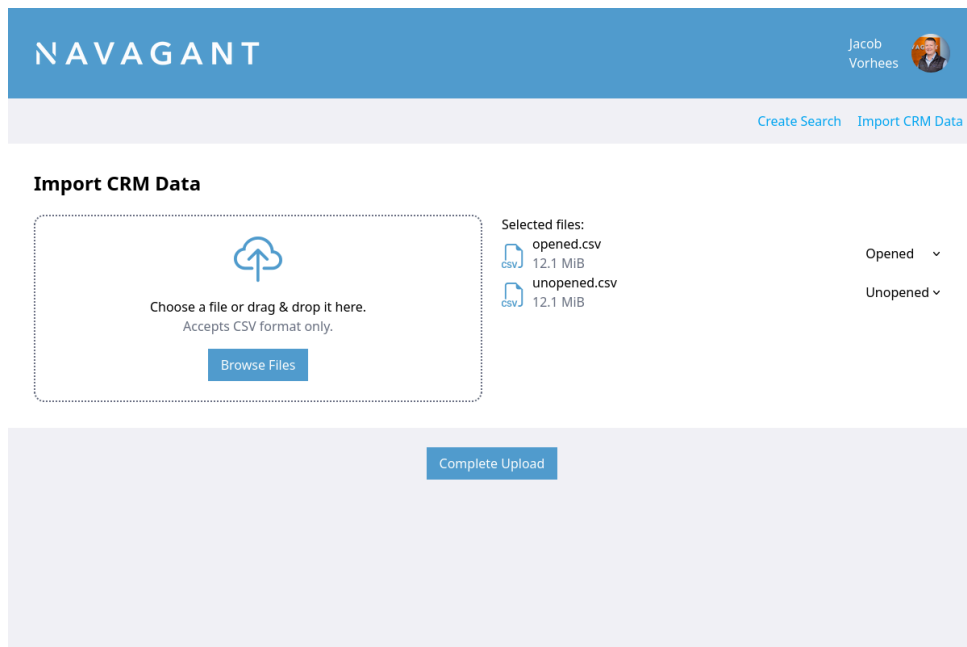 NAVAGANT
Jacob
Vorhees
Create Search Import CRM Data
Import CRM Data
Choose a file or drag & drop it here.
Accepts CSV format only.
Browse Files
Selected files:
CSV
opened.csv
12.1 MiB
Opened
CSV
unopened.csv
12.1 MiB
Unopened
Complete Upload